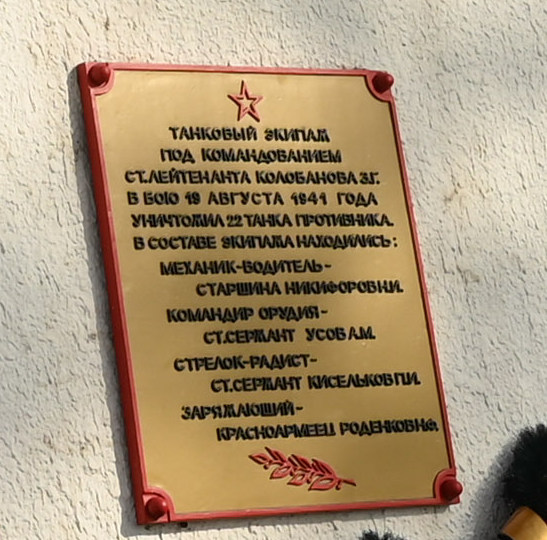 ТАНКОВЫЙ ЭКИПАЖ
ПОД КОМАНДОВАНИЕМ
СТ.ЛЕЙТЕНАНТА КОЛОБАНОВА З.Г.
В БОЮ 19 АВГУСТА 1941 ГОДА
УНИЧТОЖИЛ 22 ТАНКА ПРОТИВНИКА.
В СОСТАВЕ ЭКИПАЖА НАХОДИЛИСЬ:
МЕХАНИК-ВОДИТЕЛЬ-
СТАРШИНА НИКИФОРОВ Н.И.
КОМАНДИР ОРУДИЯ-
СТ.СЕРЖАНТ УСОВ А.М.
СТРЕЛОК-РАДИСТ-
СТ.СЕРЖАНТ КИСЕЛЬКОВ П.И.
ЗАРЯЖАЮЩИЙ-
КРАСНОАРМЕЕЦ РОДЕНКОВ Н.Ф.